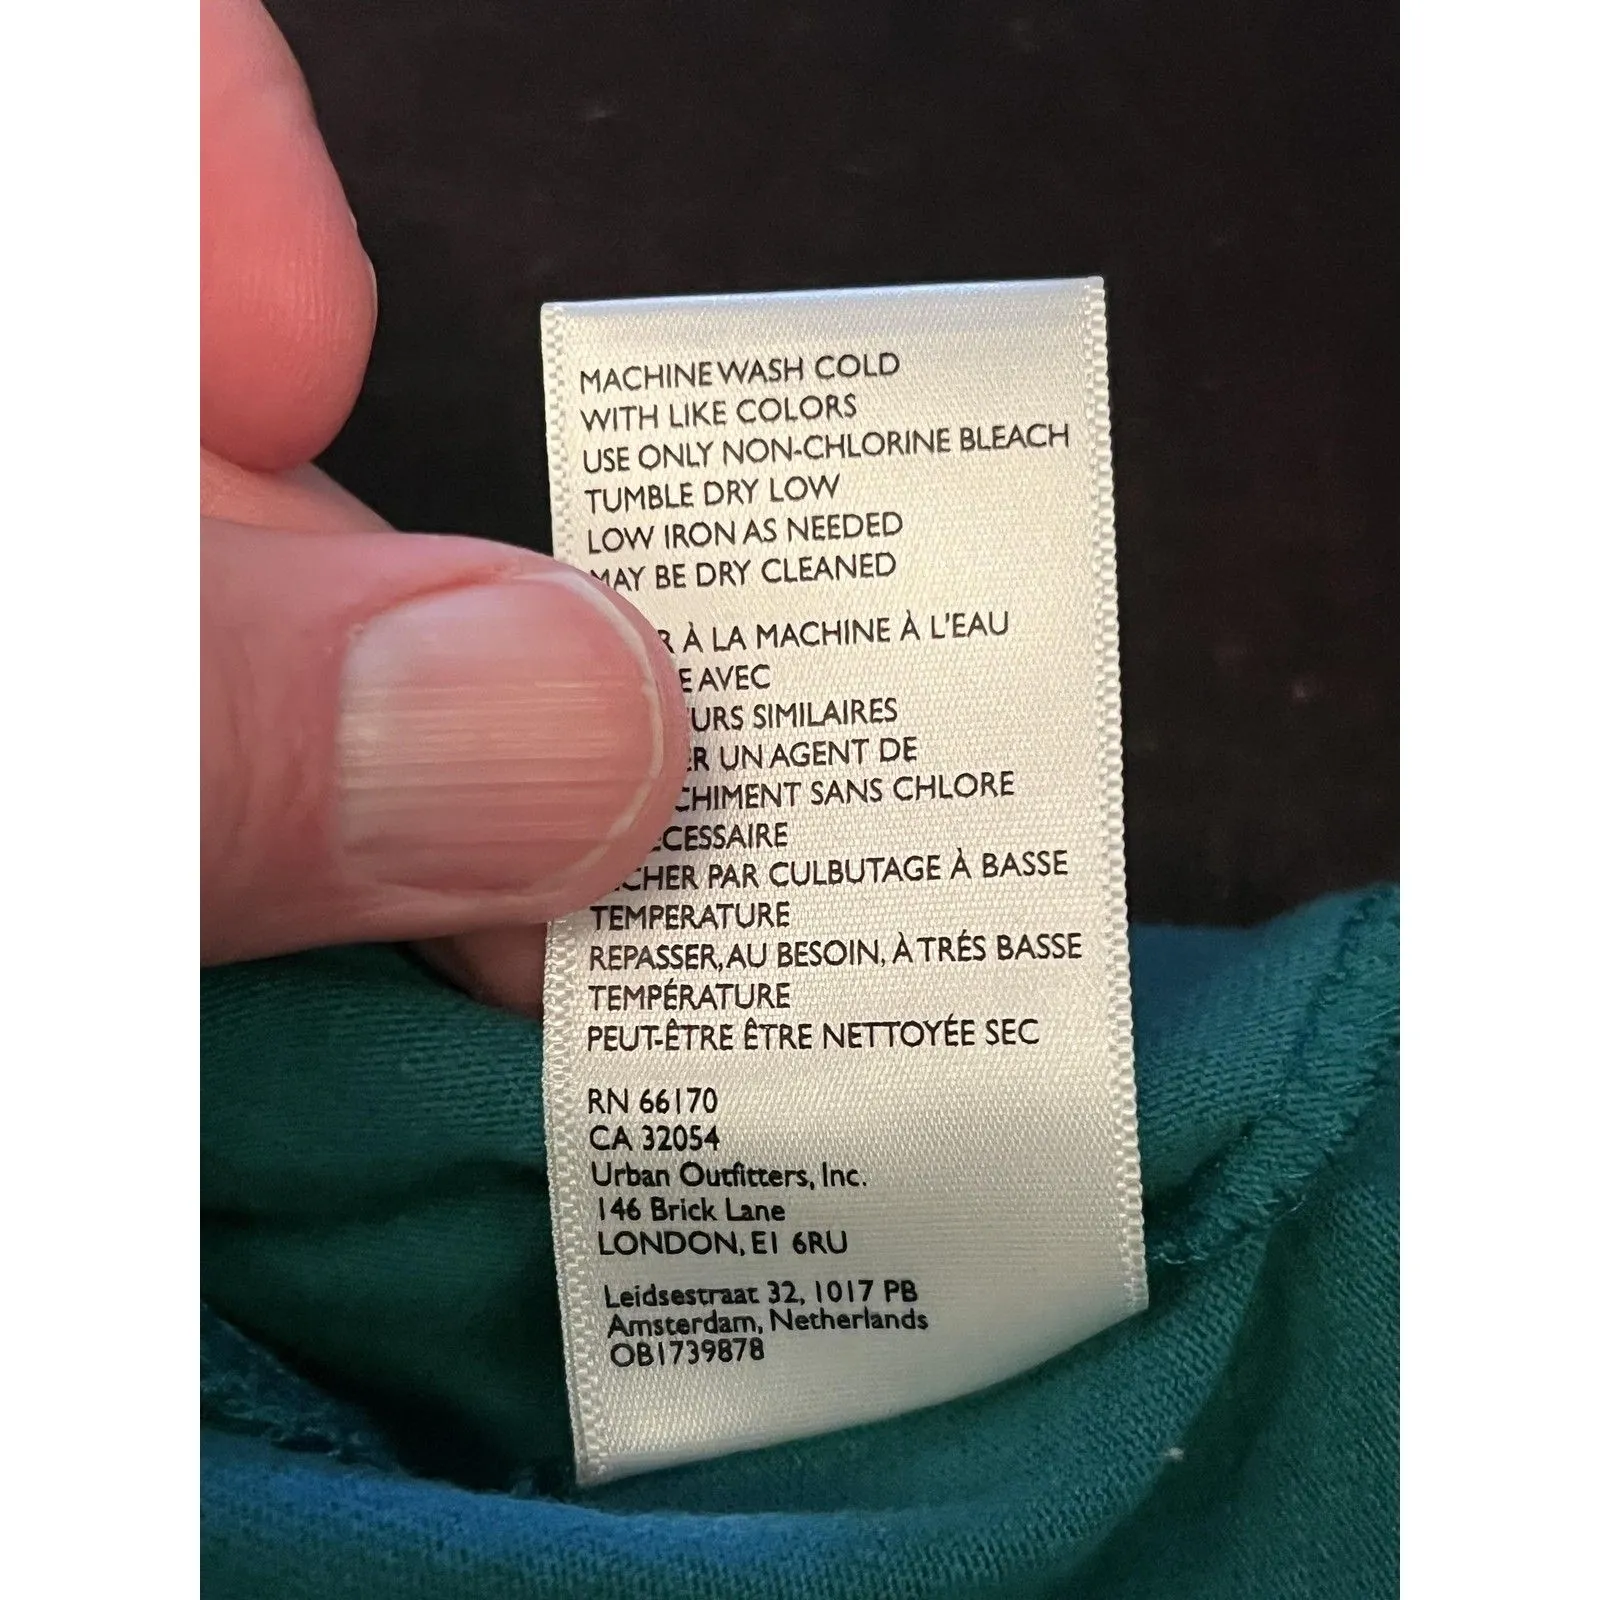 MACHINE WASH COLD
WITH LIKE COLORS
USE ONLY NON-CHLORINE BLEACH
TUMBLE DRY LOW
LOW IRON AS NEEDED
MAY BE DRY CLEANED
À LA MACHINE À L'EAU
AVEC
SIMILAIRES
UN AGENT DE
SANS CHLORE
PAR CULBUTAGE À BASSE
TEMPERATURE
REPASSER, AU BESOIN, À TRÉS BASSE
TEMPÉRATURE
PEUT-ÊTRE ÊTRE NETTOYÉE SEC
RN 66170
CA 32054
Urban Outfitters, Inc.
146 Brick Lane
LONDON, E1 6RU
Leidsestraat 32, 1017 PB
Amsterdam, Netherlands
OB1739878